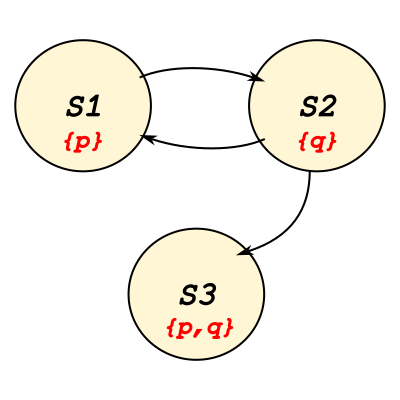 S1
{p}
S2
{q}
S3
{p,q}